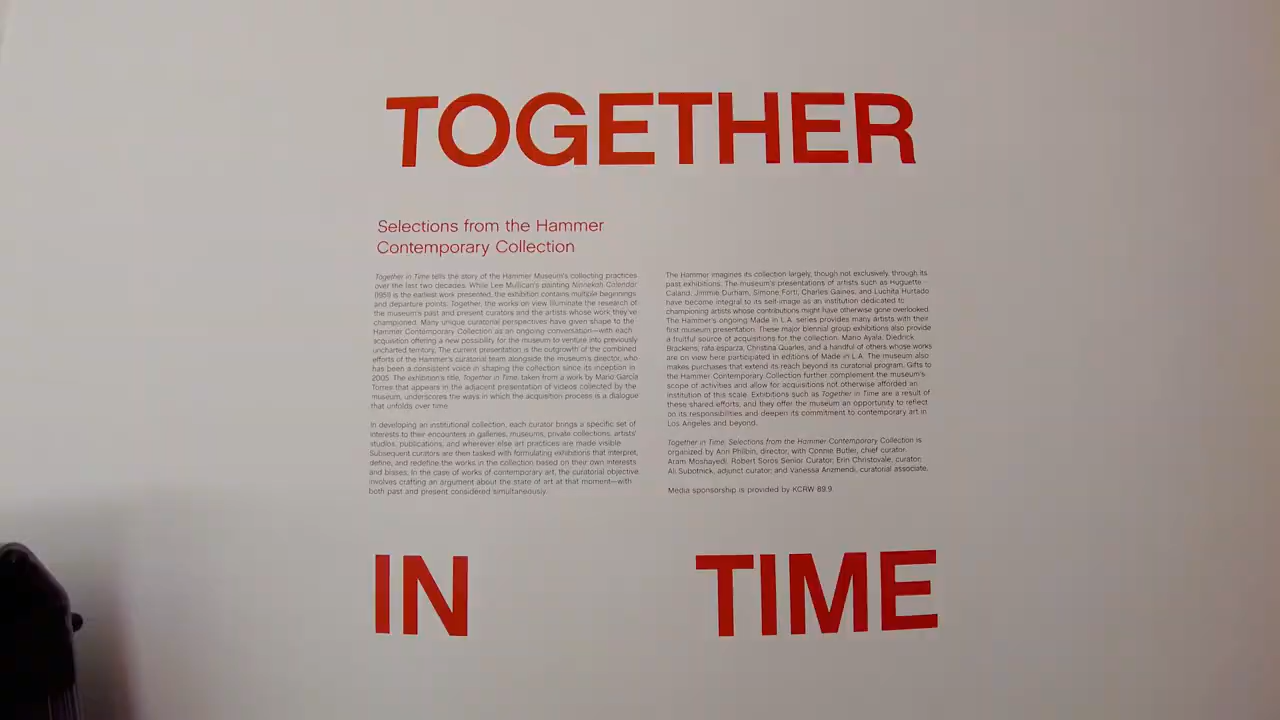 TOGETHER
Selections from the Hammer
Contemporary Collection
Together in Time tells the story of the Hammer Museum's collecting practices
over the last two decades. While Lee Mullican's painting Ninnekah Calendar
(1951) is the earliest work presented, the exhibition contains multiple beginnings
and departure points. Together, the works on view illuminate the research of
the museum's past and present curators and the artists whose work they've
championed. Many unique curatorial perspectives have given shape to the
Hammer Contemporary Collection as an ongoing conversation—with each
acquisition offering a new possibility for the museum to venture into previously
uncharted territory. The current presentation is the outgrowth of the combined
efforts of the Hammer's curatorial team alongside the museum's director, who
has been a consistent voice in shaping the collection since its inception in
2005. The exhibition's title, Together in Time, taken from a work by Mario García
Torres that appears in the adjacent presentation of videos collected by the
museum, underscores the ways in which the acquisition process is a dialogue
that unfolds over time.
In developing an institutional collection, each curator brings a specific set of
interests to their encounters in galleries, museums, private collections, artists'
studios, publications, and wherever else art practices are made visible.
Subsequent curators are then tasked with formulating exhibitions that interpret,
define, and redefine the works in the collection based on their own interests
and biases. In the case of works of contemporary art, the curatorial objective
involves crafting an argument about the state of art at that moment—with
both past and present considered simultaneously.
The Hammer imagines its collection largely, though not exclusively, through its
past exhibitions. The museum's presentations of artists such as Huguette
Caland, Jimmie Durham, Simone Forti, Charles Gaines, and Luchita Hurtado
have become integral to its self-image as an institution dedicated to
championing artists whose contributions might have otherwise gone overlooked.
The Hammer's ongoing Made in L.A. series provides many artists with their
first museum presentation. These major biennial group exhibitions also provide
a fruitful source of acquisitions for the collection. Mario Ayala, Diedrick
Brackens, rafa esparza, Christina Quarles, and a handful of others whose works
are on view here participated in editions of Made in L.A. The museum also
makes purchases that extend its reach beyond its curatorial program. Gifts to
the Hammer Contemporary Collection further complement the museum's
scope of activities and allow for acquisitions not otherwise afforded an
institution of this scale. Exhibitions such as Together in Time are a result of
these shared efforts, and they offer the museum an opportunity to reflect
on its responsibilities and deepen its commitment to contemporary art in
Los Angeles and beyond.
Together in Time: Selections from the Hammer Contemporary Collection is
organized by Ann Philbin, director, with Connie Butler, chief curator;
Aram Moshayedi, Robert Soros Senior Curator; Erin Christovale, curator;
Ali Subotnick, adjunct curator; and Vanessa Arizmendi, curatorial associate.
Media sponsorship is provided by KCRW 89.9.
IN TIME